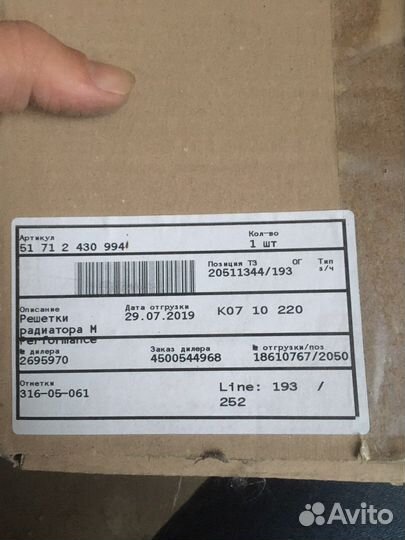 Артикул Кол-во
51 71 2 430 994 1 шт
Позиция ТЗ ОГ Тип
20511344/193 з/ч
Описание Дата отгрузки K07 10 220
Решетки 29.07.2019
радиатора M
Performance
№ дилера Заказ дилера № отгрузки/поз
2695970 4500544968 18610767/2050
Отметки Line: 193 /
316-05-061 252
Avito